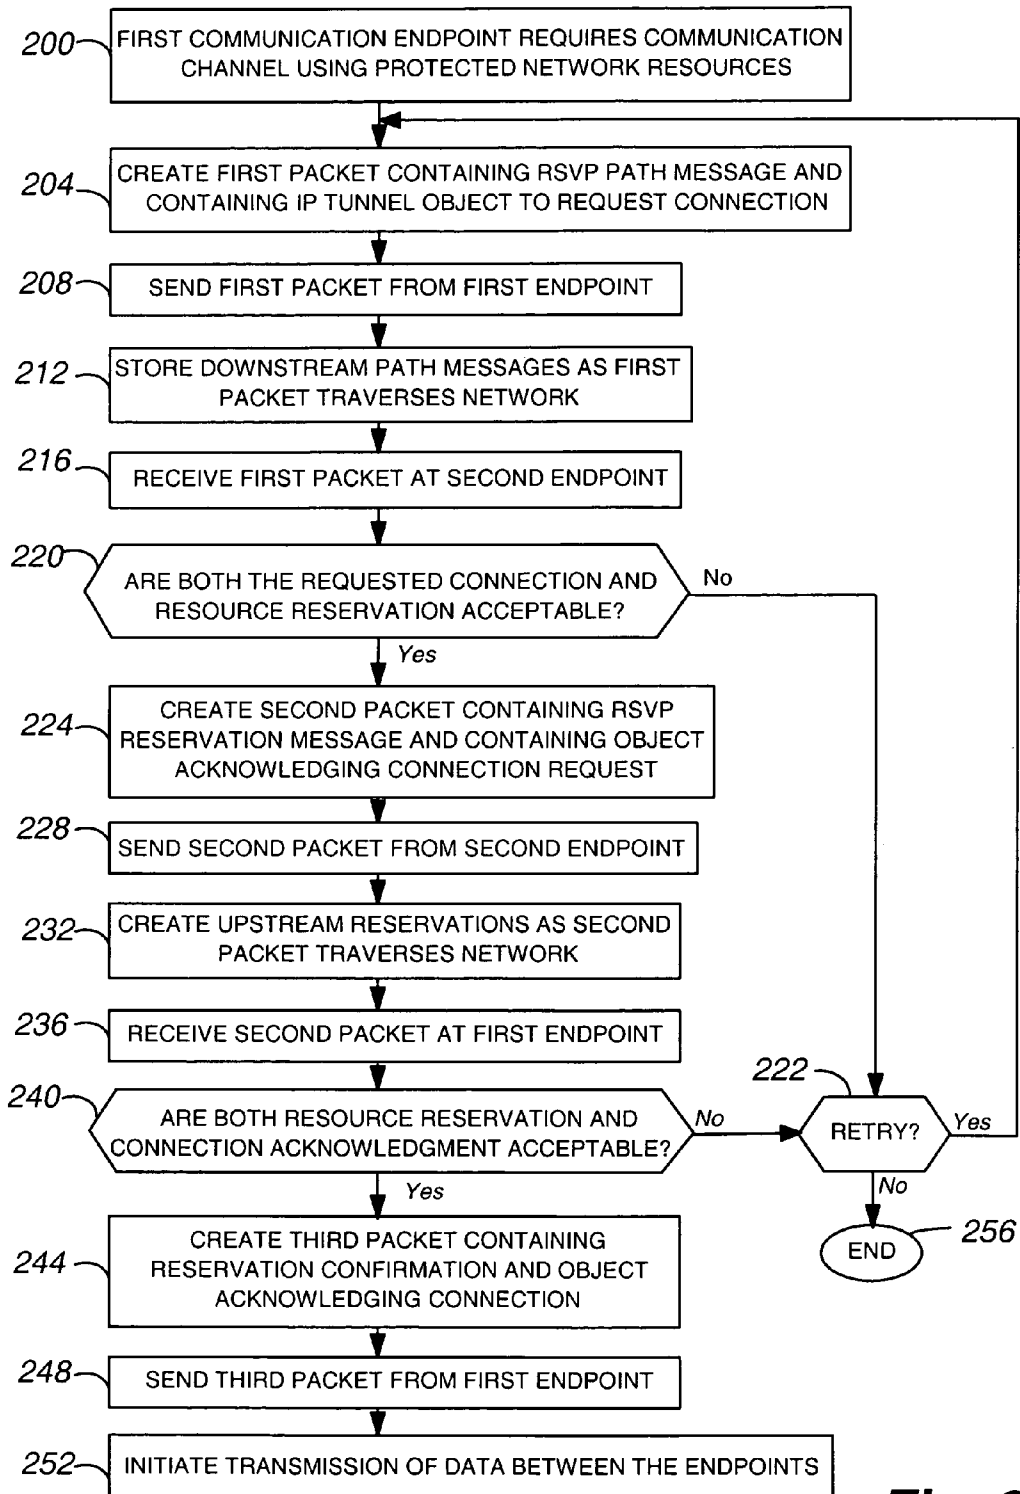 200
FIRST COMMUNICATION ENDPOINT REQUIRES COMMUNICATION
CHANNEL USING PROTECTED NETWORK RESOURCES
204
CREATE FIRST PACKET CONTAINING RSVP PATH MESSAGE AND
CONTAINING IP TUNNEL OBJECT TO REQUEST CONNECTION
208
SEND FIRST PACKET FROM FIRST ENDPOINT
212
STORE DOWNSTREAM PATH MESSAGES AS FIRST
PACKET TRAVERSES NETWORK
216
RECEIVE FIRST PACKET AT SECOND ENDPOINT
220
ARE BOTH THE REQUESTED CONNECTION AND
RESOURCE RESERVATION ACCEPTABLE?
No
Yes
224
CREATE SECOND PACKET CONTAINING RSVP
RESERVATION MESSAGE AND CONTAINING OBJECT
ACKNOWLEDGING CONNECTION REQUEST
228
SEND SECOND PACKET FROM SECOND ENDPOINT
232
CREATE UPSTREAM RESERVATIONS AS SECOND
PACKET TRAVERSES NETWORK
236
RECEIVE SECOND PACKET AT FIRST ENDPOINT
240
ARE BOTH RESOURCE RESERVATION AND
CONNECTION ACKNOWLEDGMENT ACCEPTABLE?
No
222
RETRY?
Yes
No
END
256
Yes
244
CREATE THIRD PACKET CONTAINING
RESERVATION CONFIRMATION AND OBJECT
ACKNOWLEDGING CONNECTION
248
SEND THIRD PACKET FROM FIRST ENDPOINT
252
INITIATE TRANSMISSION OF DATA BETWEEN THE ENDPOINTS